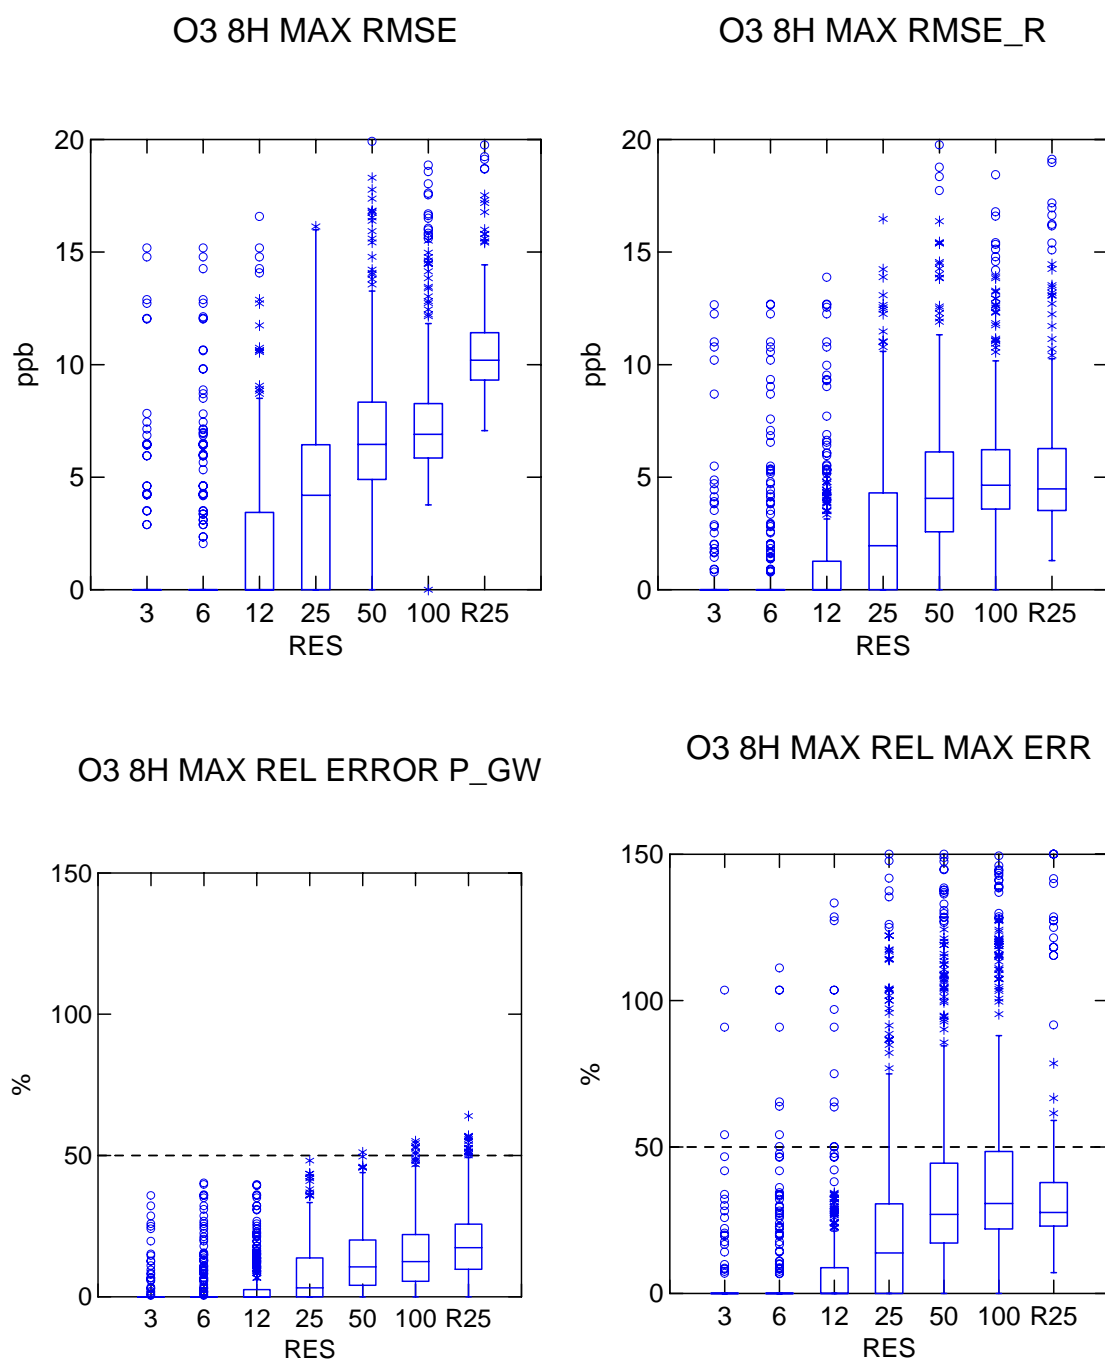 O3 8H MAX RMSE
20
15
10
5
0
ppb
3 6 12 25 50 100 R25
RES
O3 8H MAX RMSE_R
20
15
10
5
0
ppb
3 6 12 25 50 100 R25
RES
O3 8H MAX REL ERROR P_GW
150
100
50
0
%
3 6 12 25 50 100 R25
RES
O3 8H MAX REL MAX ERR
150
100
50
0
%
3 6 12 25 50 100 R25
RES